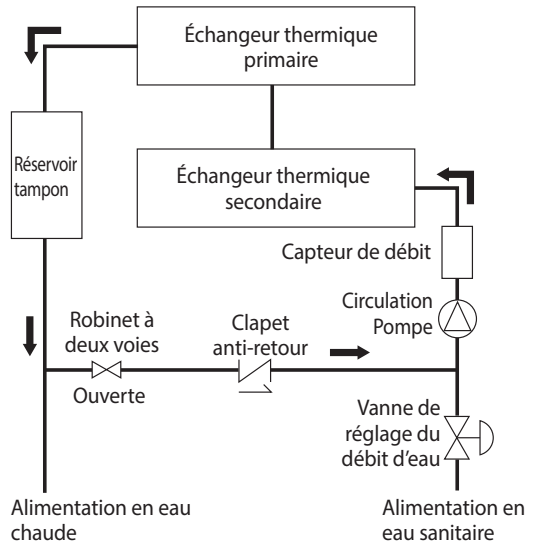 Échangeur thermique
primaire
Réservoir
tampon
Échangeur thermique
secondaire
Capteur de débit
Circulation
Pompe
Robinet à
deux voies
Clapet
anti-retour
Ouverte
Vanne de
réglage du
débit d'eau
Alimentation en eau
chaude
Alimentation en
eau sanitaire